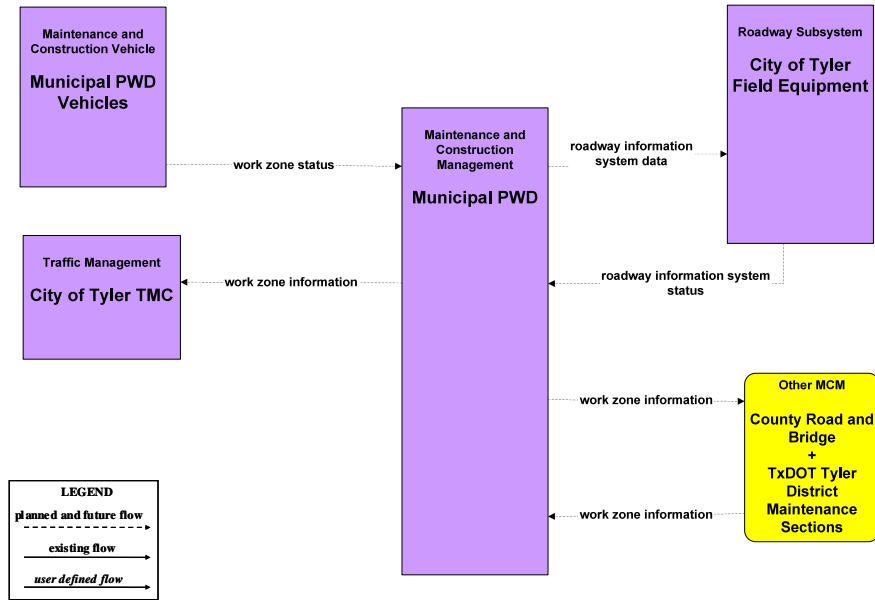 Maintenance and
Construction Vehicle
Municipal PWD
Vehicles
work zone status
Maintenance and
Construction
Management
Municipal PWD
roadway information
system data
Roadway Subsystem
City of Tyler
Field Equipment
Traffic Management
City of Tyler TMC
work zone information
roadway information system
status
work zone information
Other MCM
County Road and
Bridge
+
TxDOT Tyler
District
Maintenance
Sections
work zone information
LEGEND
planned and future flow
existing flow
user defined flow